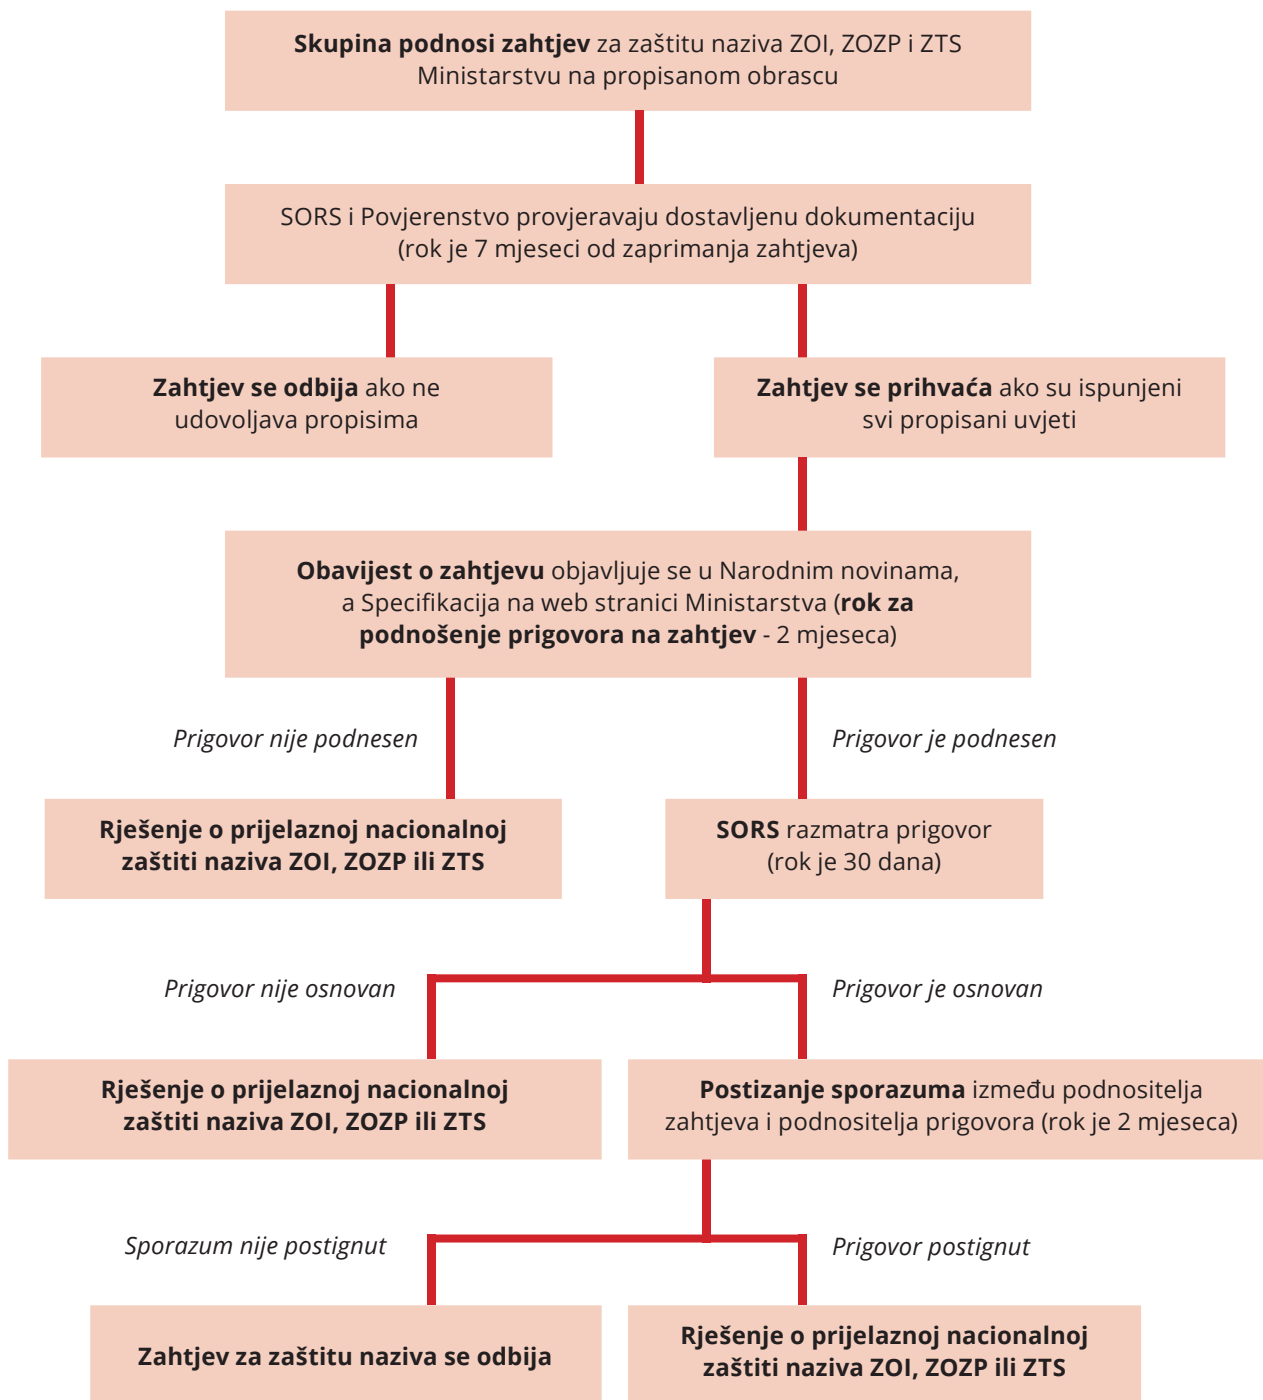 Skupina podnosi zahtjev za zaštitu naziva ZOI, ZOZP i ZTS
Ministarstvu na propisanom obrascu
SORS i Povjerenstvo provjeravaju dostavljenu dokumentaciju
(rok je 7 mjeseci od zaprimanja zahtjeva)
Zahtjev se odbija ako ne
udovoljava propisima
Zahtjev se prihvaća ako su ispunjeni
svi propisani uvjeti
Obavijest o zahtjevu objavljuje se u Narodnim novinama,
a Specifikacija na web stranici Ministarstva (rok za
podnošenje prigovora na zahtjev - 2 mjeseca)
Prigovor nije podnesen
Prigovor je podnesen
Rješenje o prijelaznoj nacionalnoj
zaštiti naziva ZOI, ZOZP ili ZTS
SORS razmatra prigovor
(rok je 30 dana)
Prigovor nije osnovan
Prigovor je osnovan
Rješenje o prijelaznoj nacionalnoj
zaštiti naziva ZOI, ZOZP ili ZTS
Postizanje sporazuma između podnositelja
zahtjeva i podnositelja prigovora (rok je 2 mjeseca)
Sporazum nije postignut
Prigovor postignut
Zahtjev za zaštitu naziva se odbija
Rješenje o prijelaznoj nacionalnoj
zaštiti naziva ZOI, ZOZP ili ZTS